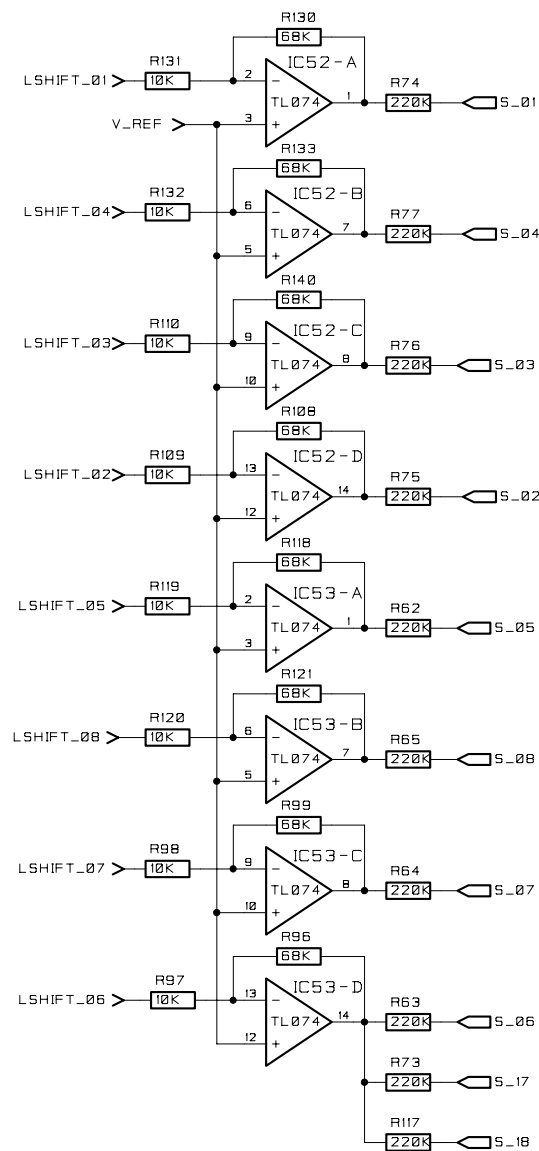 R130
68K
IC52-A
LSHIFT_01 R131 10K 2 - TL074 1 R74 220K S_01
V_REF 3 +
R133
68K
IC52-B
LSHIFT_04 R132 10K 6 - TL074 7 R77 220K S_04
5 +
R140
68K
IC52-C
LSHIFT_03 R110 10K 9 - TL074 8 R76 220K S_03
10 +
R108
68K
IC52-D
LSHIFT_02 R109 10K 13 - TL074 14 R75 220K S_02
12 +
R118
68K
IC53-A
LSHIFT_05 R119 10K 2 - TL074 1 R62 220K S_05
3 +
R121
68K
IC53-B
LSHIFT_08 R120 10K 6 - TL074 7 R65 220K S_08
5 +
R99
68K
IC53-C
LSHIFT_07 R98 10K 9 - TL074 8 R64 220K S_07
10 +
R96
68K
IC53-D
LSHIFT_06 R97 10K 13 - TL074 14 R63 220K S_06
12 +
R73
220K S_17
R117
220K S_18